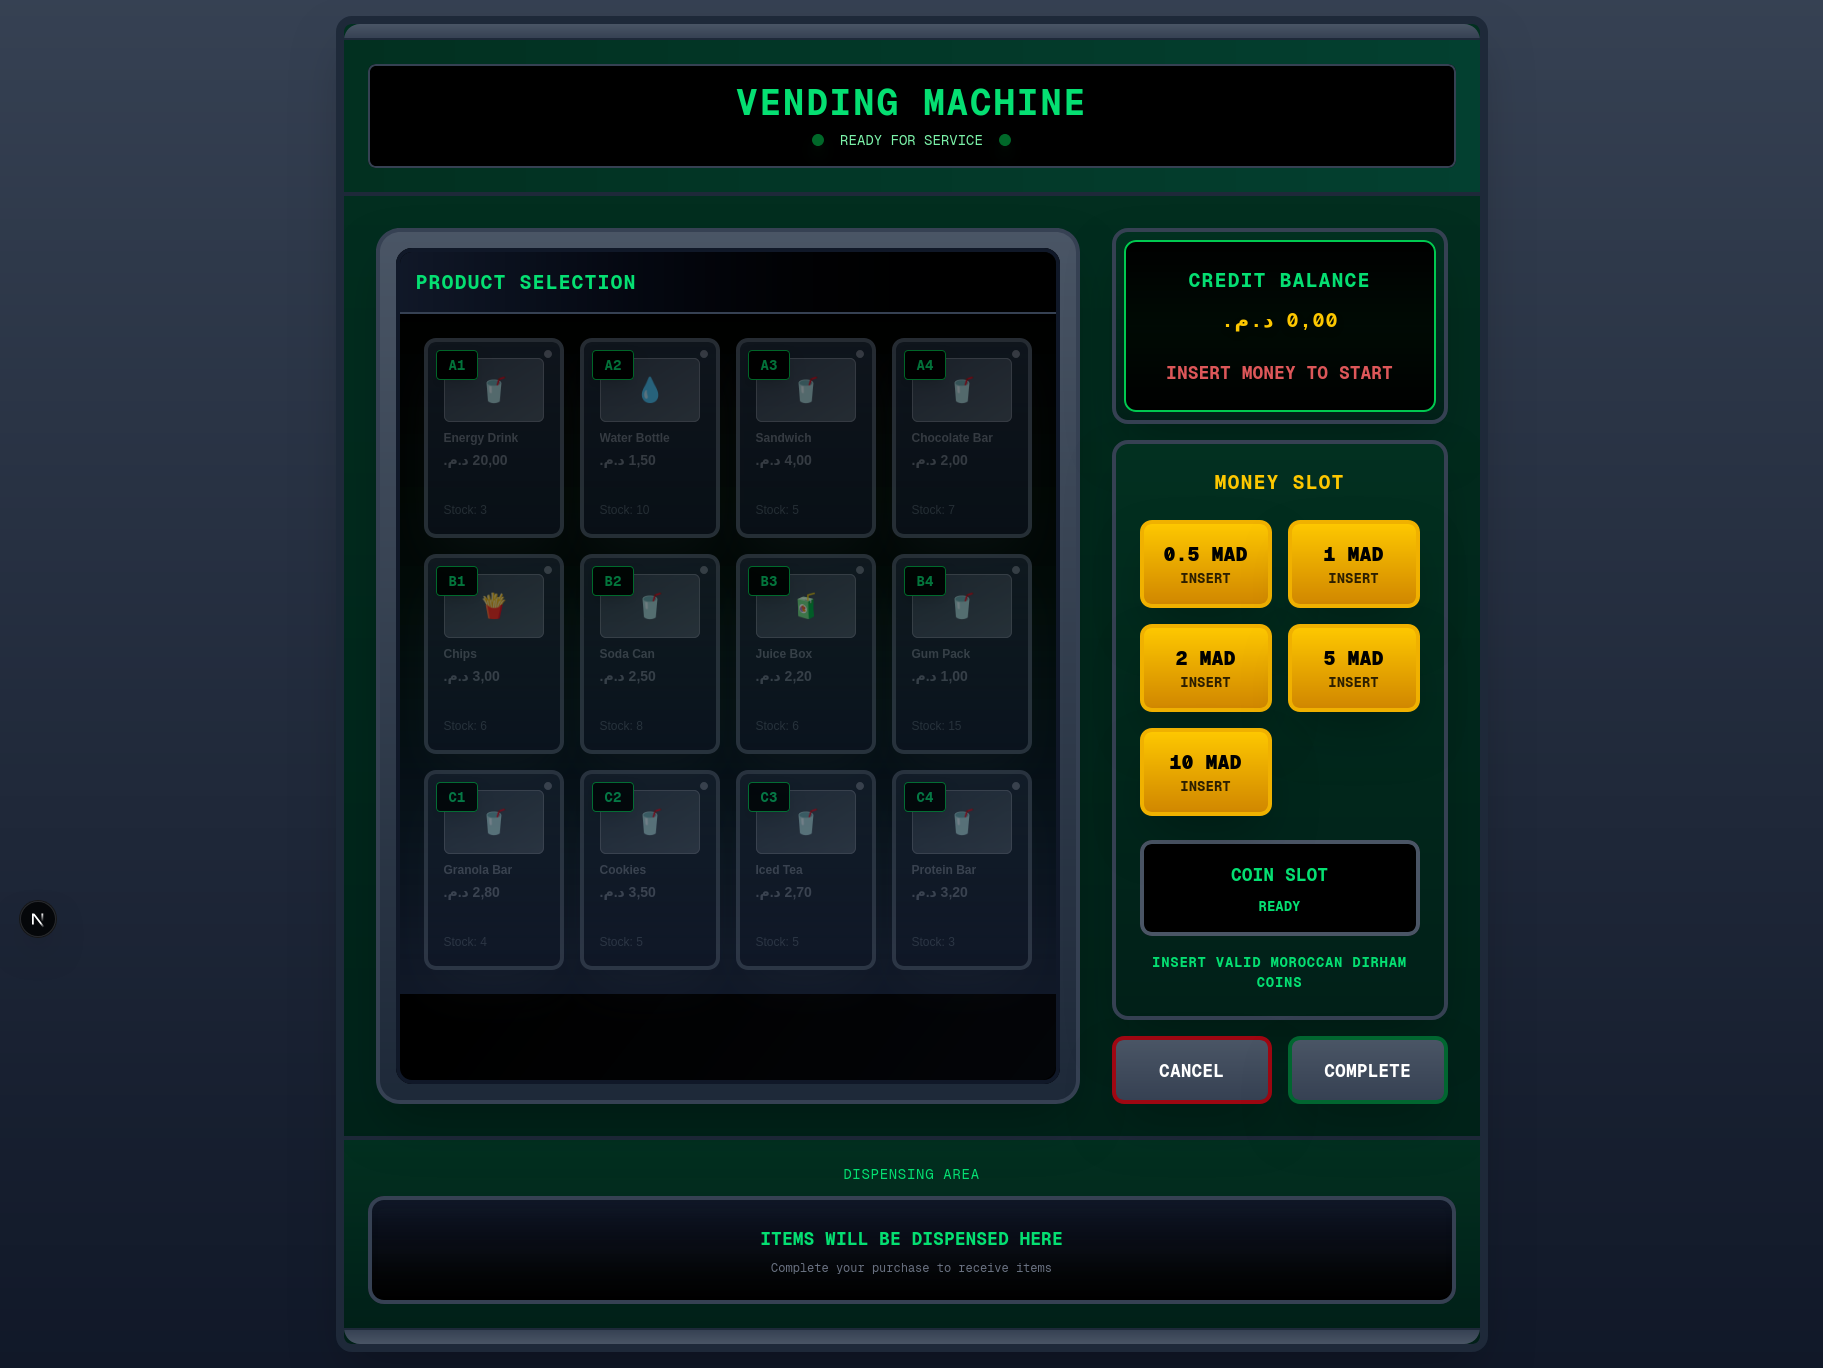 VENDING MACHINE
READY FOR SERVICE
PRODUCT SELECTION
A1
Energy Drink
د.م.‏ 20,00
Stock: 3
A2
Water Bottle
د.م.‏ 1,50
Stock: 10
A3
Sandwich
د.م.‏ 4,00
Stock: 5
A4
Chocolate Bar
د.م.‏ 2,00
Stock: 7
B1
Chips
د.م.‏ 3,00
Stock: 6
B2
Soda Can
د.م.‏ 2,50
Stock: 8
B3
Juice Box
د.م.‏ 2,20
Stock: 6
B4
Gum Pack
د.م.‏ 1,00
Stock: 15
C1
Granola Bar
د.م.‏ 2,80
Stock: 4
C2
Cookies
د.م.‏ 3,50
Stock: 5
C3
Iced Tea
د.م.‏ 2,70
Stock: 5
C4
Protein Bar
د.م.‏ 3,20
Stock: 3
CREDIT BALANCE
د.م.‏ 0,00
INSERT MONEY TO START
MONEY SLOT
0.5 MAD
INSERT
1 MAD
INSERT
2 MAD
INSERT
5 MAD
INSERT
10 MAD
INSERT
COIN SLOT
READY
INSERT VALID MOROCCAN DIRHAM
COINS
CANCEL
COMPLETE
N
DISPENSING AREA
ITEMS WILL BE DISPENSED HERE
Complete your purchase to receive items